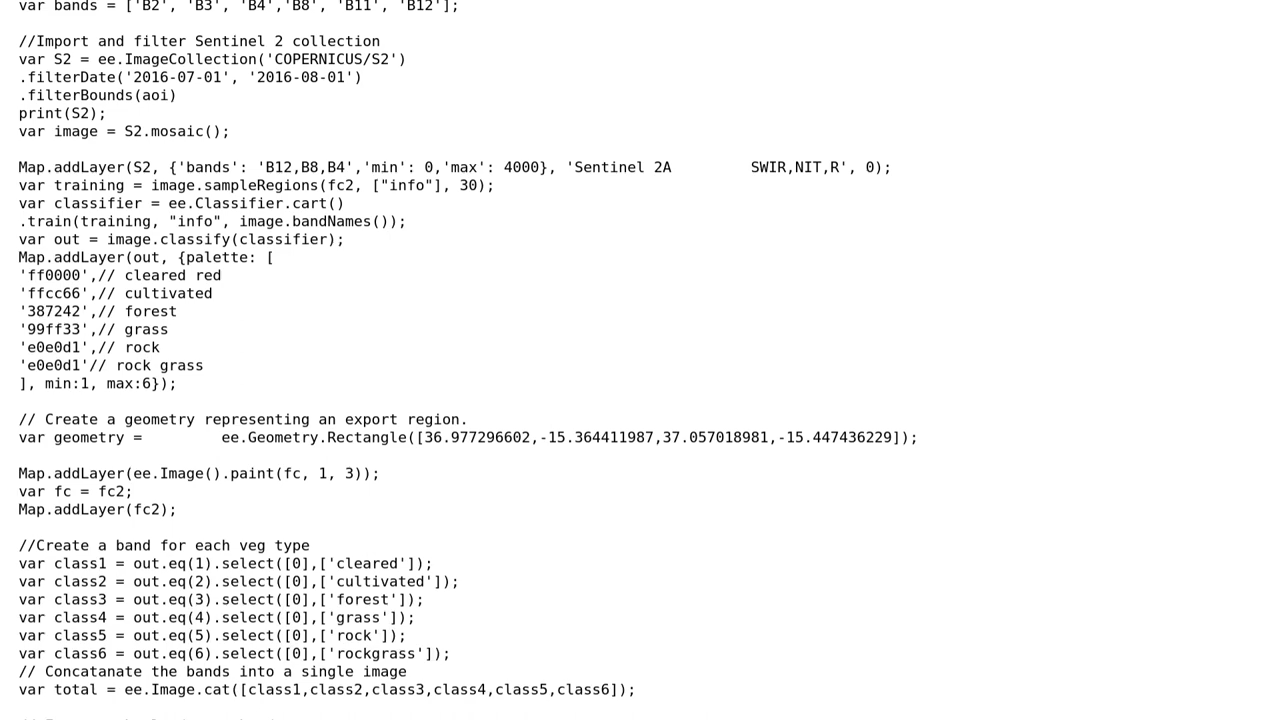 var bands = ['B2', 'B3', 'B4','B8', 'B11', 'B12'];
//Import and filter Sentinel 2 collection
var S2 = ee.ImageCollection('COPERNICUS/S2')
.filterDate('2016-07-01', '2016-08-01')
.filterBounds(aoi)
print(S2);
var image = S2.mosaic();
Map.addLayer(S2, {'bands': 'B12,B8,B4','min': 0,'max': 4000}, 'Sentinel 2A         SWIR,NIT,R', 0);
var training = image.sampleRegions(fc2, ["info"], 30);
var classifier = ee.Classifier.cart()
.train(training, "info", image.bandNames());
var out = image.classify(classifier);
Map.addLayer(out, {palette: [
'ff0000',// cleared red
'ffcc66',// cultivated
'387242',// forest
'99ff33',// grass
'e0e0d1',// rock
'e0e0d1'// rock grass
], min:1, max:6});
// Create a geometry representing an export region.
var geometry =         ee.Geometry.Rectangle([36.977296602,-15.364411987,37.057018981,-15.447436229]);
Map.addLayer(ee.Image().paint(fc, 1, 3));
var fc = fc2;
Map.addLayer(fc2);
//Create a band for each veg type
var class1 = out.eq(1).select([0],['cleared']);
var class2 = out.eq(2).select([0],['cultivated']);
var class3 = out.eq(3).select([0],['forest']);
var class4 = out.eq(4).select([0],['grass']);
var class5 = out.eq(5).select([0],['rock']);
var class6 = out.eq(6).select([0],['rockgrass']);
// Concatanate the bands into a single image
var total = ee.Image.cat([class1,class2,class3,class4,class5,class6]);